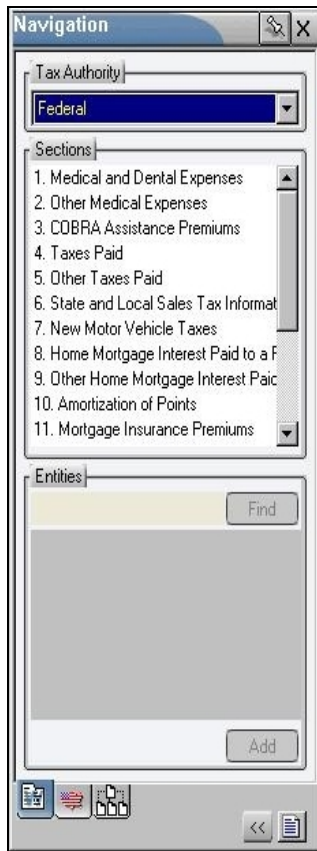 Navigation
Tax Authority
Federal
Sections
1. Medical and Dental Expenses
2. Other Medical Expenses
3. COBRA Assistance Premiums
4. Taxes Paid
5. Other Taxes Paid
6. State and Local Sales Tax Informat
7. New Motor Vehicle Taxes
8. Home Mortgage Interest Paid to a F
9. Other Home Mortgage Interest Paid
10. Amortization of Points
11. Mortgage Insurance Premiums
Entities
Find
Add
<<